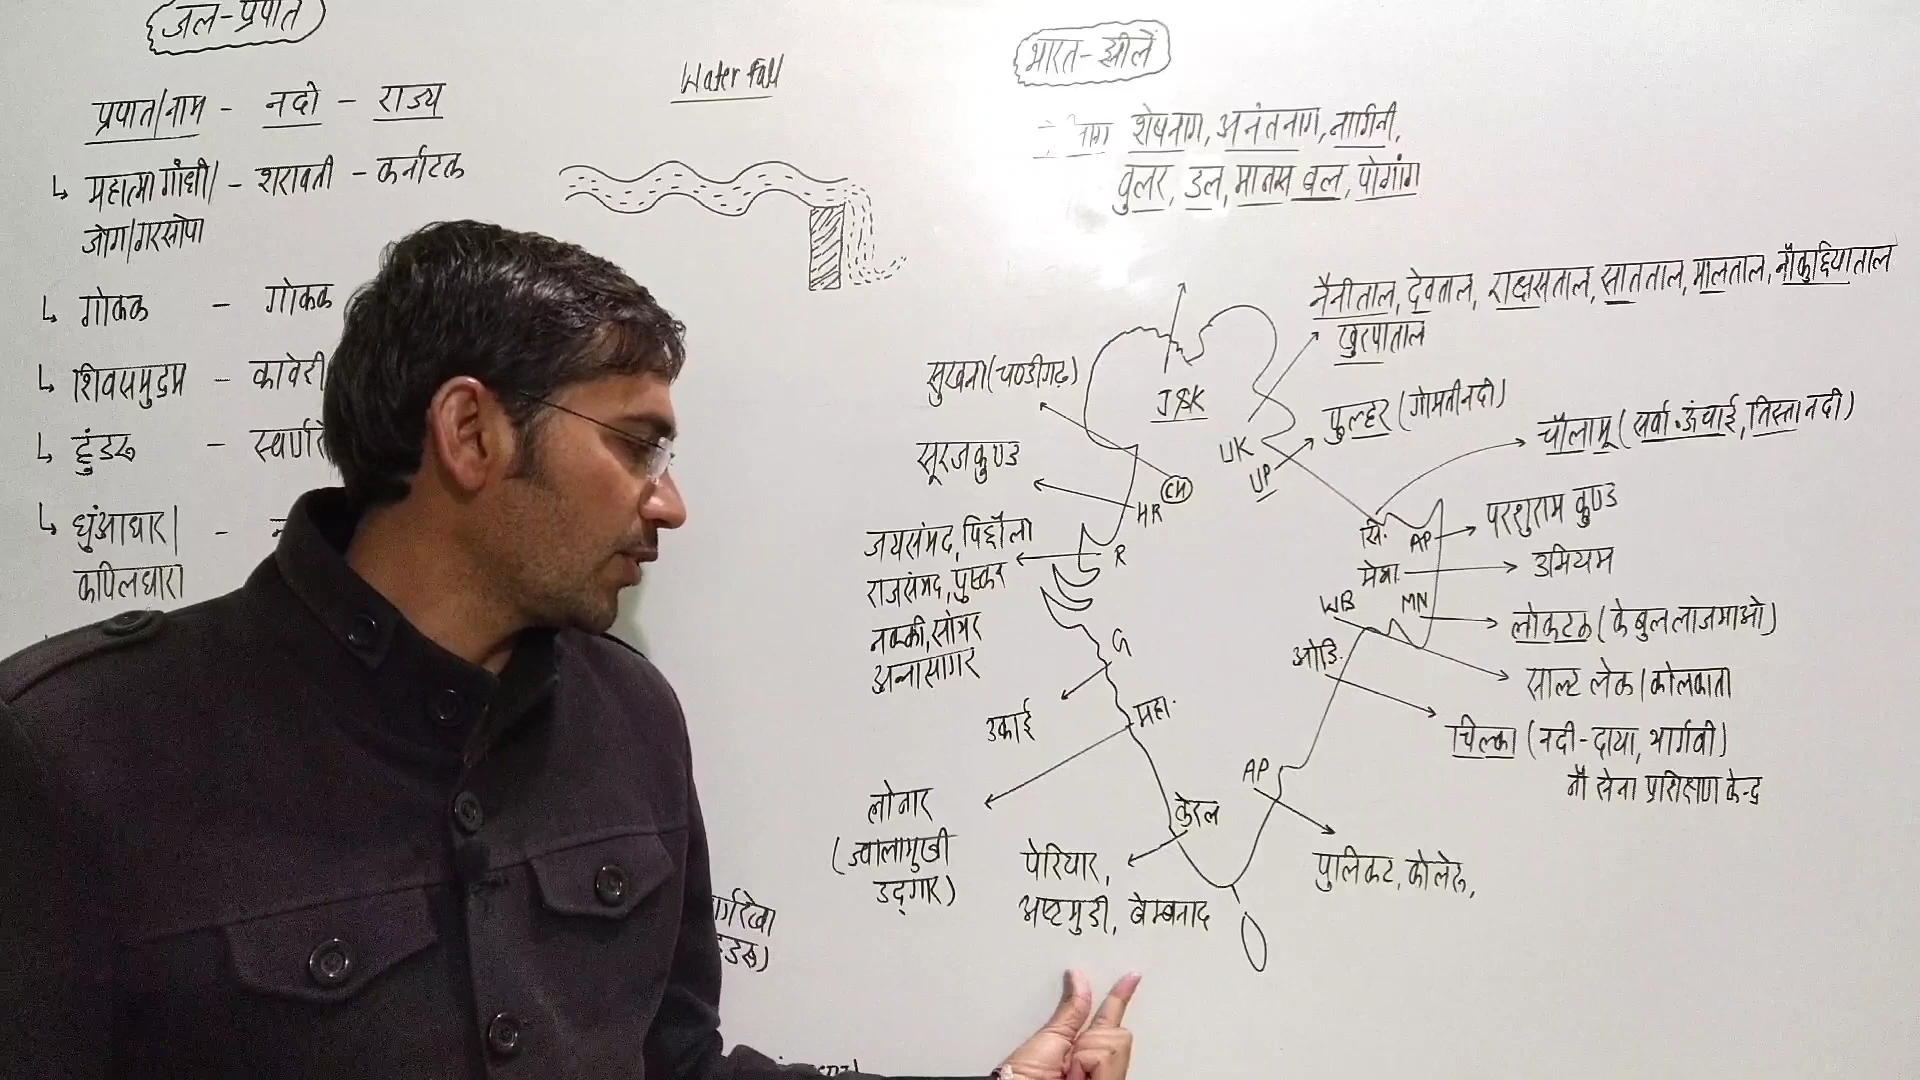 जल-प्रपात
प्रपात/नाम - नदी - राज्य
↳ महात्मा गाँधी/ - शरावती - कर्नाटक
जोग/गरसोपा
↳ गोकक - गोकक
↳ शिवसमुद्रम - कावेरी
↳ हुंडरू - स्वर्णरे
↳ धुंआधार/ -
कपिलधारा
Water fall
भारत-झीलें
शेषनाग, अनंतनाग, नागिनी,
वुलर, डल, मानस बल, पोगांग
J&K
नैनीताल, देवताल, राक्षसताल, सातताल, मालताल, नौकुछियाताल
खुरपाताल
UK
UP
फुल्हर (गोमती नदी)
चौलामू (सर्वा. ऊंचाई, तिस्ता नदी)
सि.
AP
परशुराम कुण्ड
मेघा.
उमियम
WB
MN
लोकटक (केबुल लाजमाओ)
साल्ट लेक/कोलकाता
ओडि.
चिल्का (नदी-दाया, भार्गवी)
नौ सेना प्रशिक्षण केन्द्र
AP
पुलिकट, कोलेरू,
सुखना (चण्डीगढ़)
CH
सूरजकुण्ड
HR
जयसंमद, पिछौला
राजसंमद, पुष्कर
नक्की, सांभर
अनासागर
R
G
उकाई
महा.
लोनार
(ज्वालामुखी
उद्‌गार)
केरल
पेरियार,
अष्टमुडी, बेम्बनाद